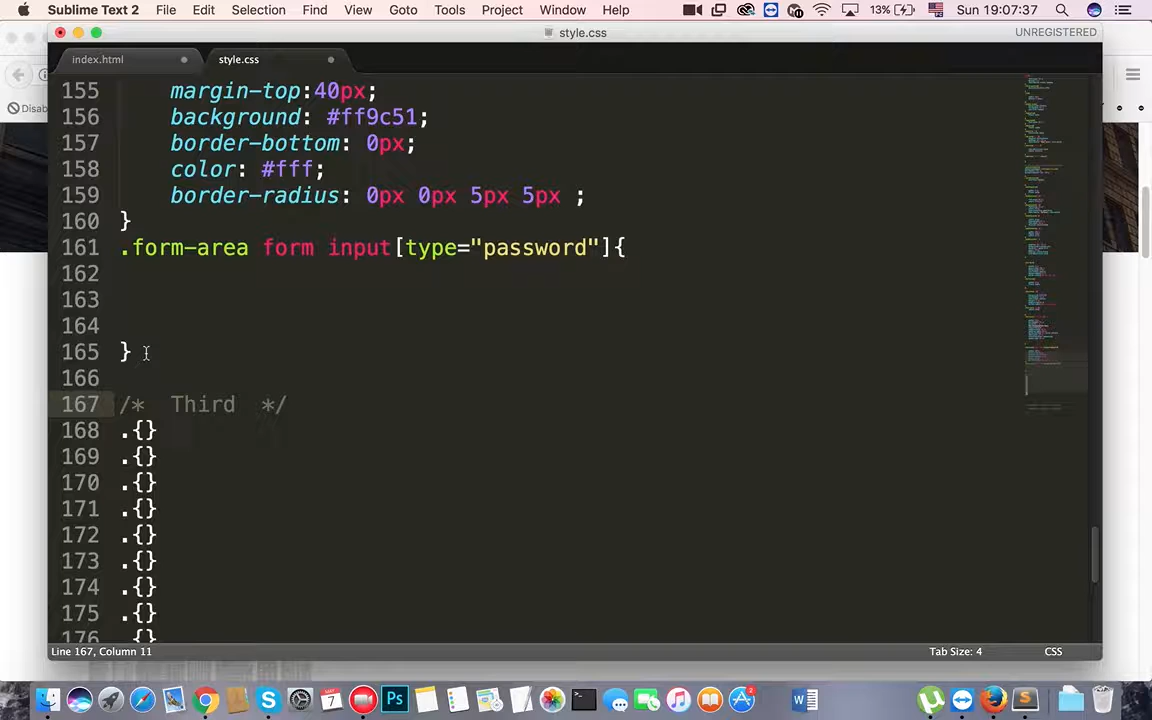 Sublime Text 2 File Edit Selection Find View Goto Tools Project Window Help 13% Sun 19:07:37
style.css UNREGISTERED
index.html style.css
Disab
155 margin-top:40px;
156 background: #ff9c51;
157 border-bottom: 0px;
158 color: #fff;
159 border-radius: 0px 0px 5px 5px ;
160 }
161 .form-area form input[type="password"]{
162
163
164
165 }
166
167 /* Third */
168 .{}
169 .{}
170 .{}
171 .{}
172 .{}
173 .{}
174 .{}
175 .{}
176 .{}
Line 167, Column 11 Tab Size: 4 CSS
7 Ps W S